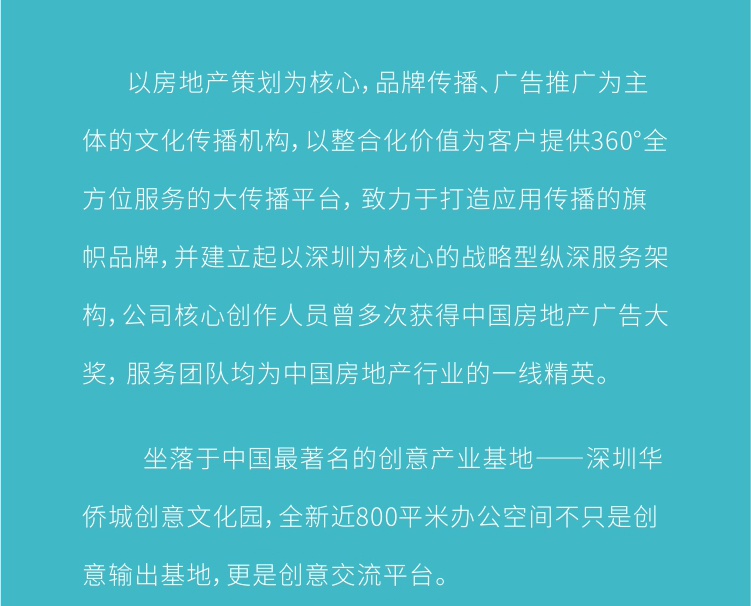 以房地产策划为核心，品牌传播、广告推广为主
体的文化传播机构，以整合化价值为客户提供360°全
方位服务的大传播平台，致力于打造应用传播的旗
帜品牌，并建立起以深圳为核心的战略型纵深服务架
构，公司核心创作人员曾多次获得中国房地产广告大
奖，服务团队均为中国房地产行业的一线精英。
坐落于中国最著名的创意产业基地——深圳华
侨城创意文化园，全新近800平米办公空间不只是创
意输出基地，更是创意交流平台。